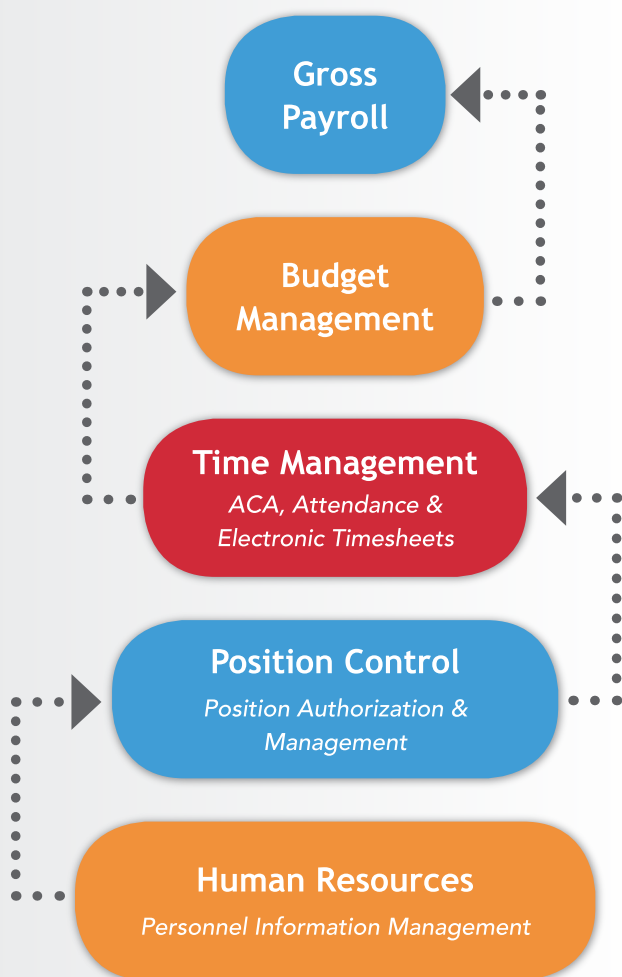 Gross
Payroll
Budget
Management
Time Management
ACA, Attendance &
Electronic Timesheets
Position Control
Position Authorization &
Management
Human Resources
Personnel Information Management